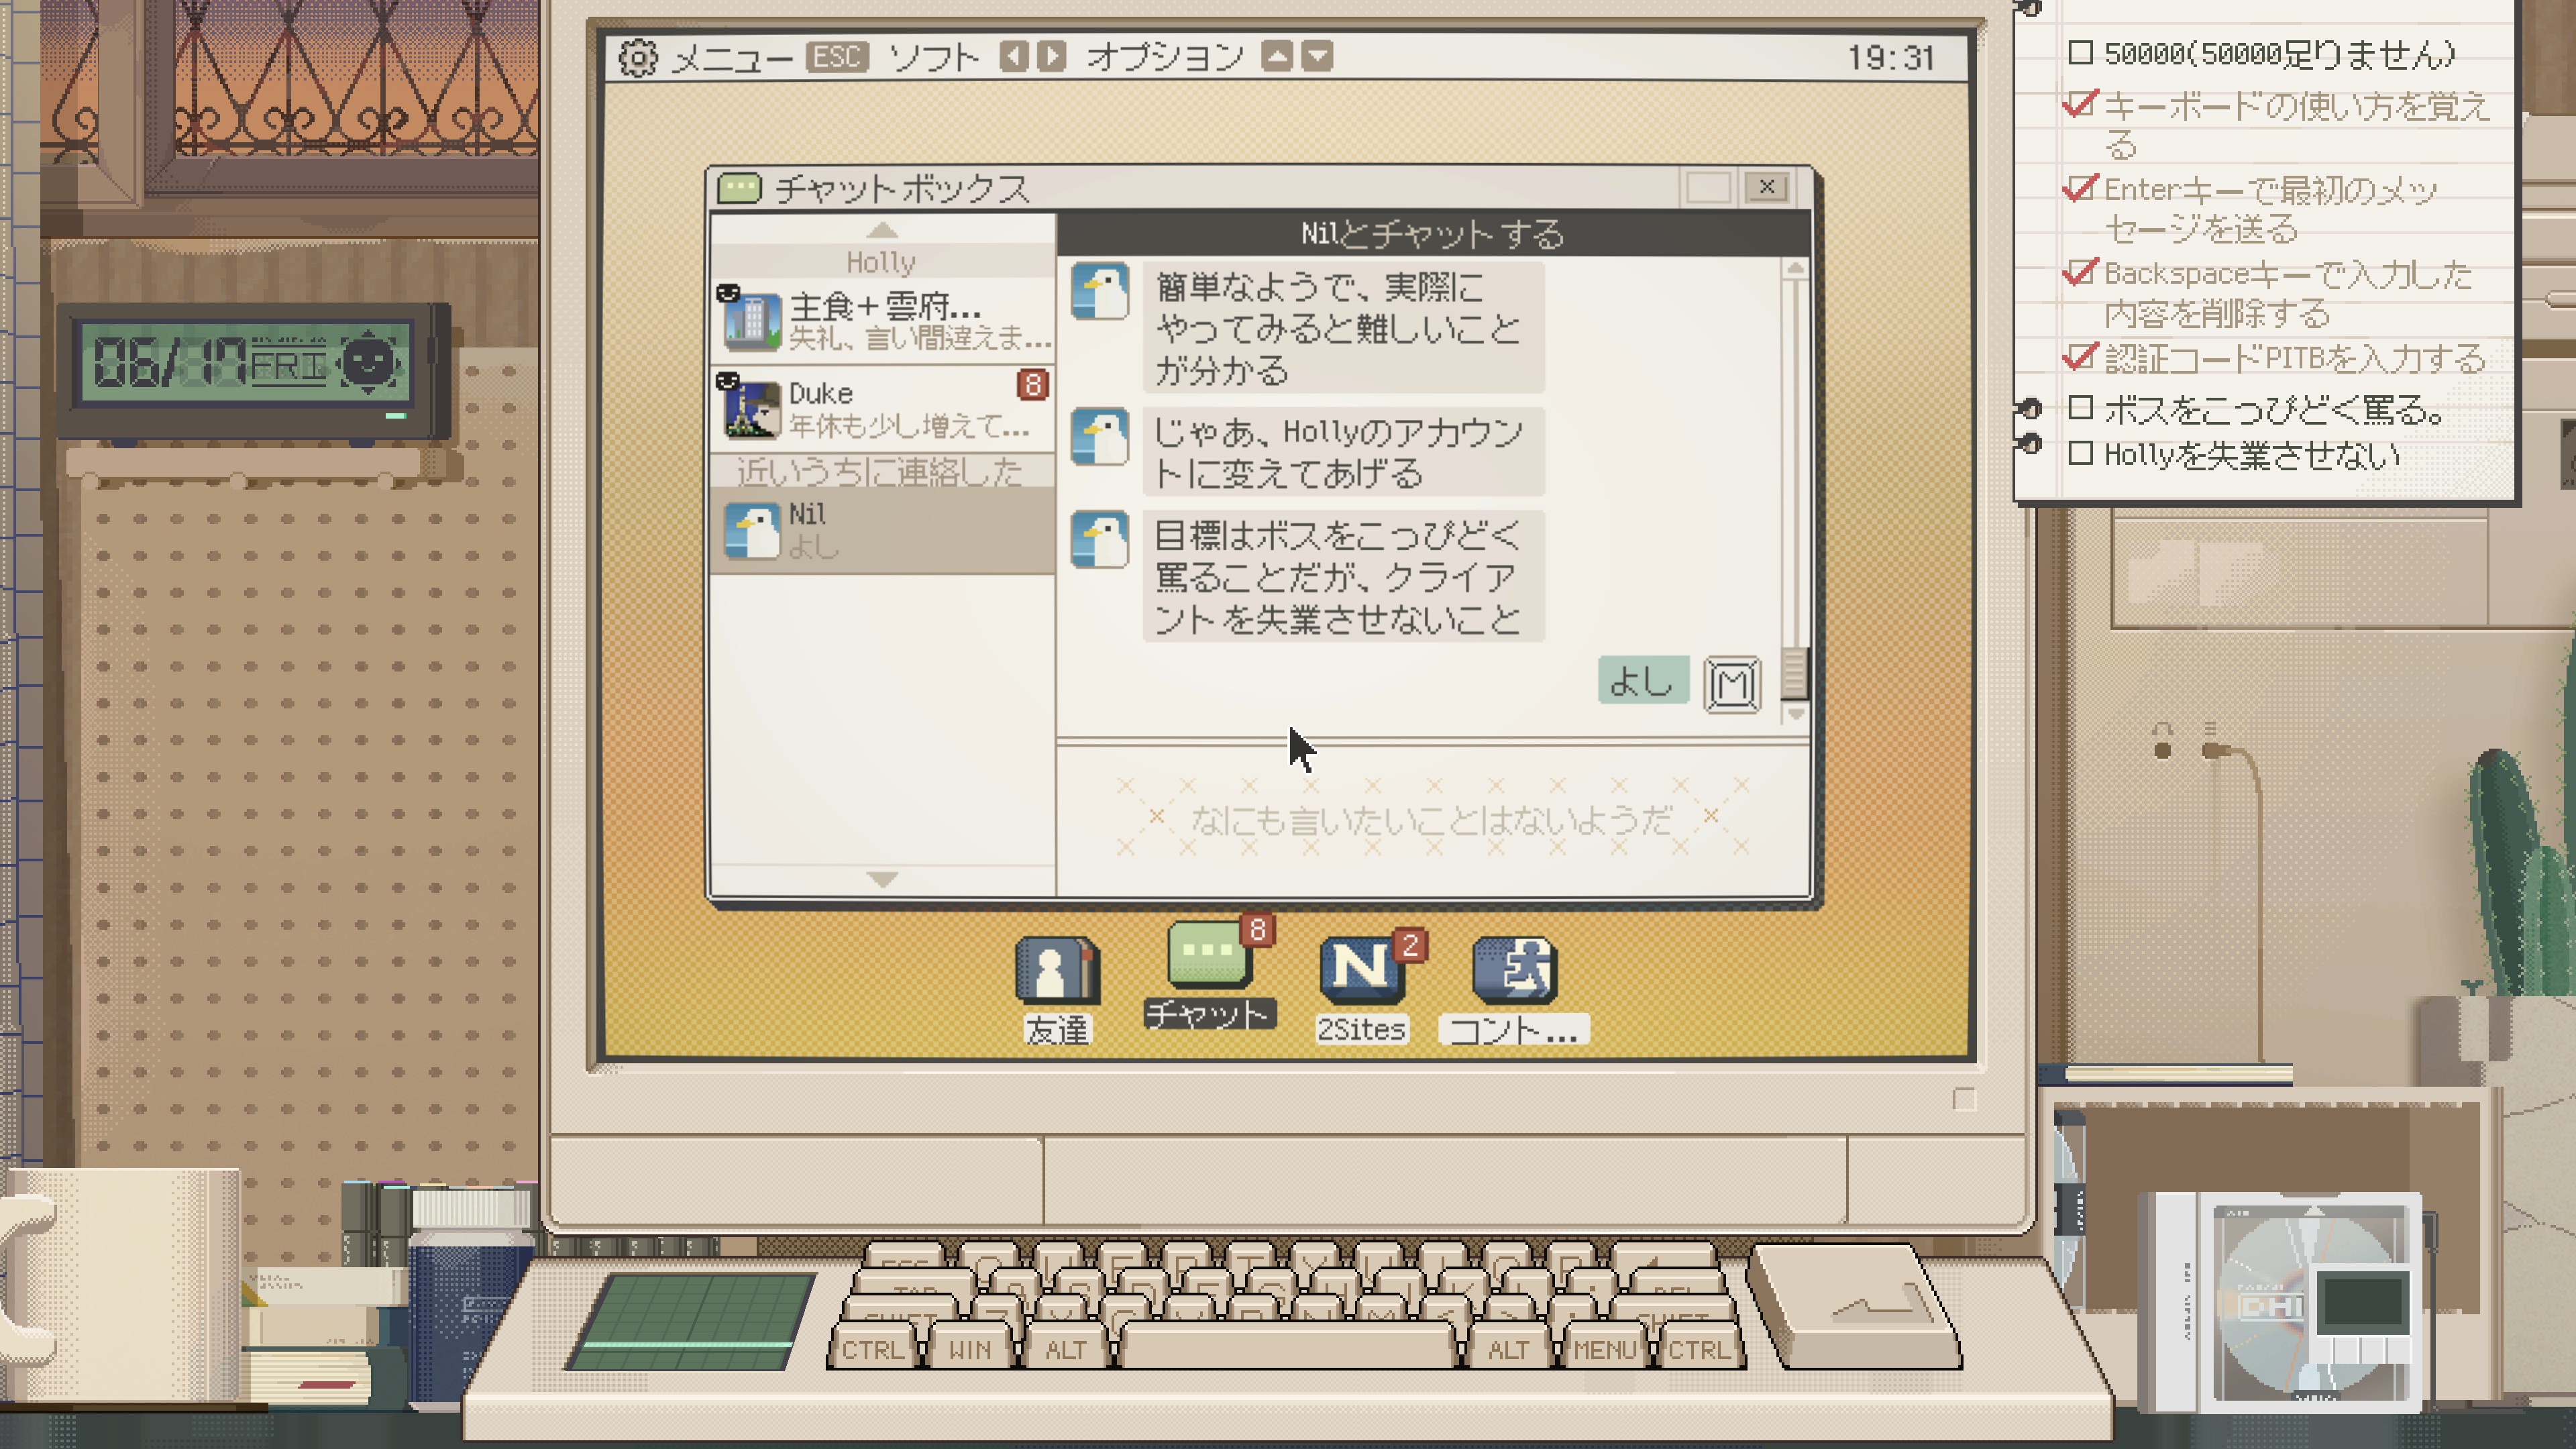 メニュー ESC ソフト オプション 19:31
チャットボックス
Nilとチャットする
Holly
主食+雲府...
失礼、言い間違えま...
Duke 8
年休も少し増えて...
近いうちに連絡した
Nil
よし
簡単なようで、実際に
やってみると難しいこと
が分かる
じゃあ、Hollyのアカウン
トに変えてあげる
目標はボスをこっぴどく
罵ることだが、クライア
ントを失業させないこと
よし M
なにも言いたいことはないようだ
8
N 2
友達
チャット
2Sites
コント...
50000(50000足りません)
キーボードの使い方を覚え
る
Enterキーで最初のメッ
セージを送る
Backspaceキーで入力した
内容を削除する
認証コードPITBを入力する
ボスをこっぴどく罵る。
Hollyを失業させない
06/17 FRI
CTRL WIN ALT ALT MENU CTRL